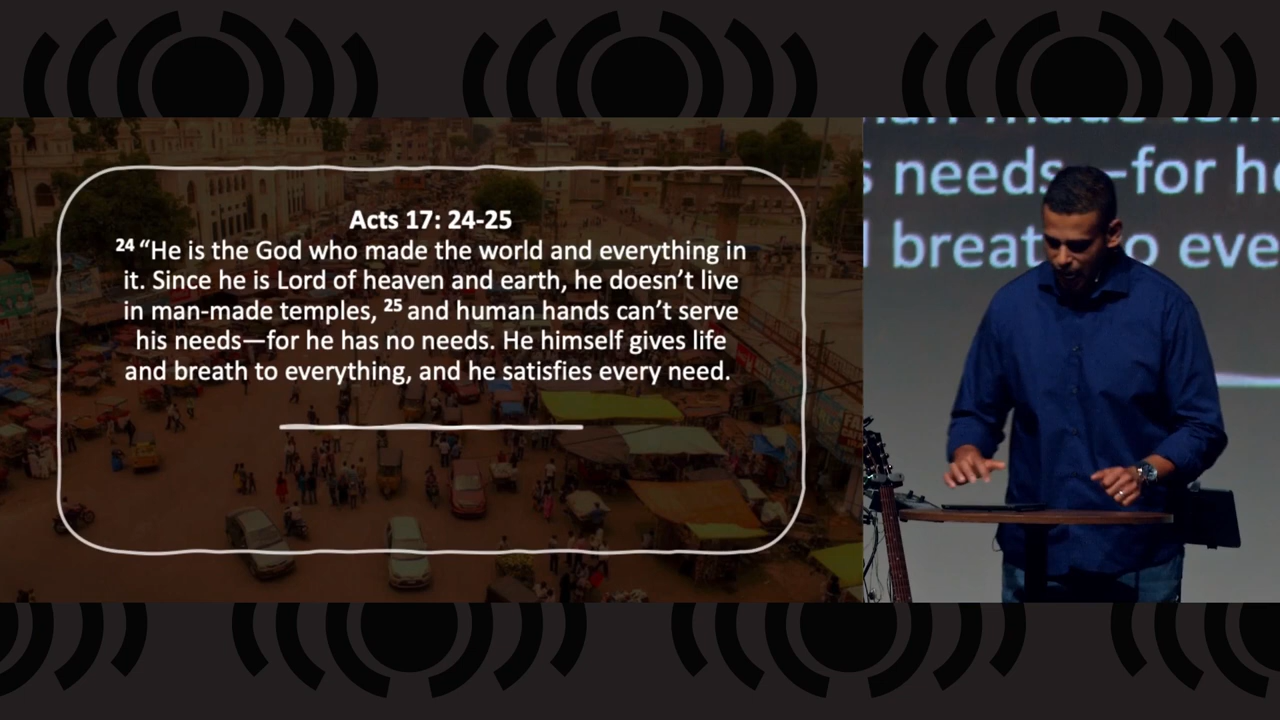 Acts 17: 24-25
24 “He is the God who made the world and everything in
it. Since he is Lord of heaven and earth, he doesn’t live
in man-made temples, 25 and human hands can’t serve
his needs—for he has no needs. He himself gives life
and breath to everything, and he satisfies every need.
needs—for
breat